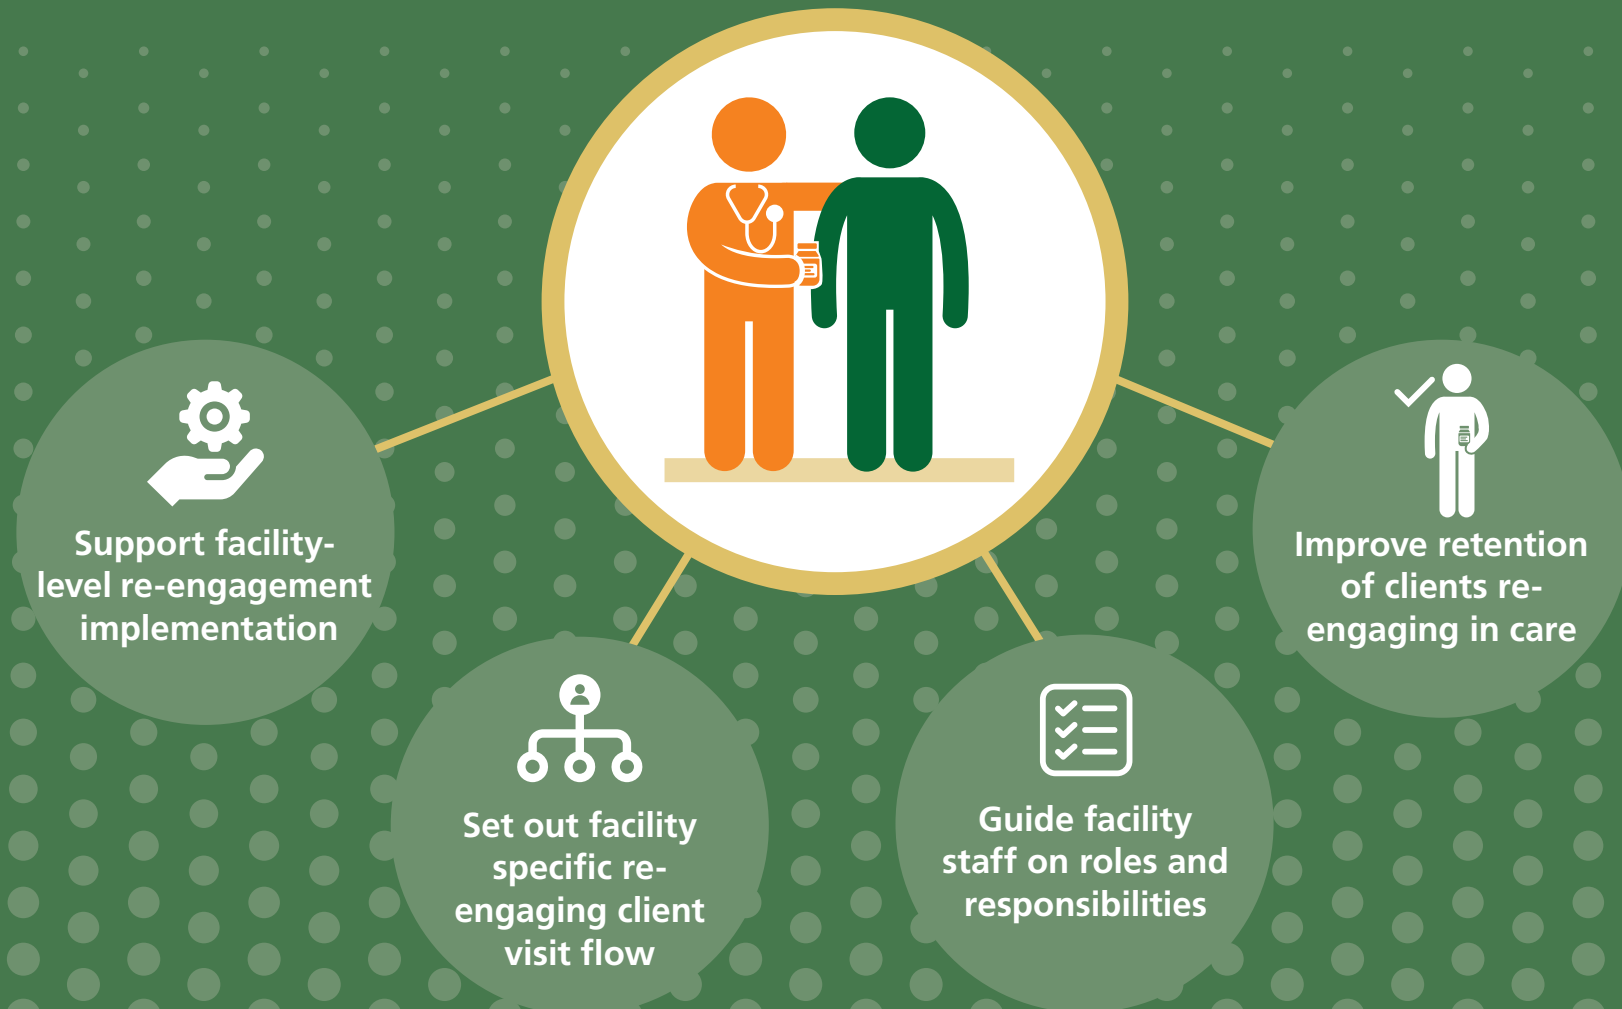 Support facility-
level re-engagement
implementation
Set out facility
specific re-
engaging client
visit flow
Guide facility
staff on roles and
responsibilities
Improve retention
of clients re-
engaging in care